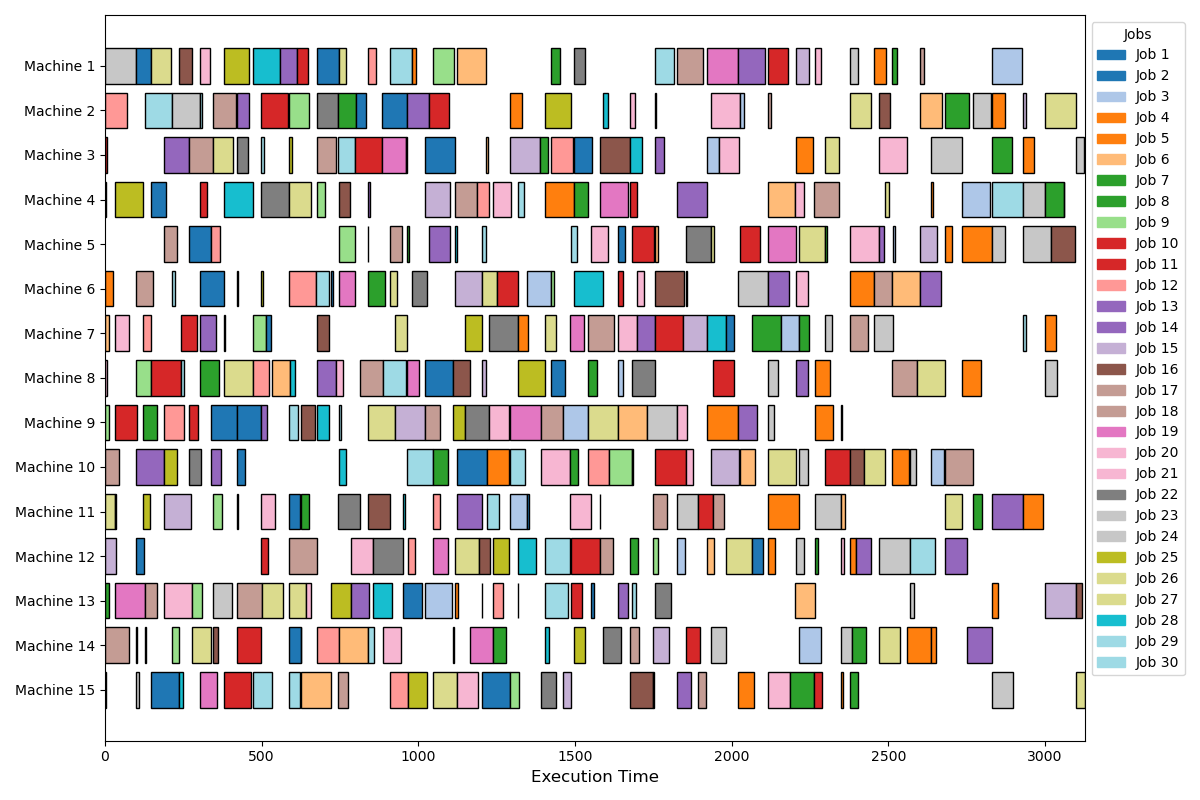 Machine 1
Machine 2
Machine 3
Machine 4
Machine 5
Machine 6
Machine 7
Machine 8
Machine 9
Machine 10
Machine 11
Machine 12
Machine 13
Machine 14
Machine 15
0 500 1000 1500 2000 2500 3000
Execution Time
Jobs
Job 1
Job 2
Job 3
Job 4
Job 5
Job 6
Job 7
Job 8
Job 9
Job 10
Job 11
Job 12
Job 13
Job 14
Job 15
Job 16
Job 17
Job 18
Job 19
Job 20
Job 21
Job 22
Job 23
Job 24
Job 25
Job 26
Job 27
Job 28
Job 29
Job 30